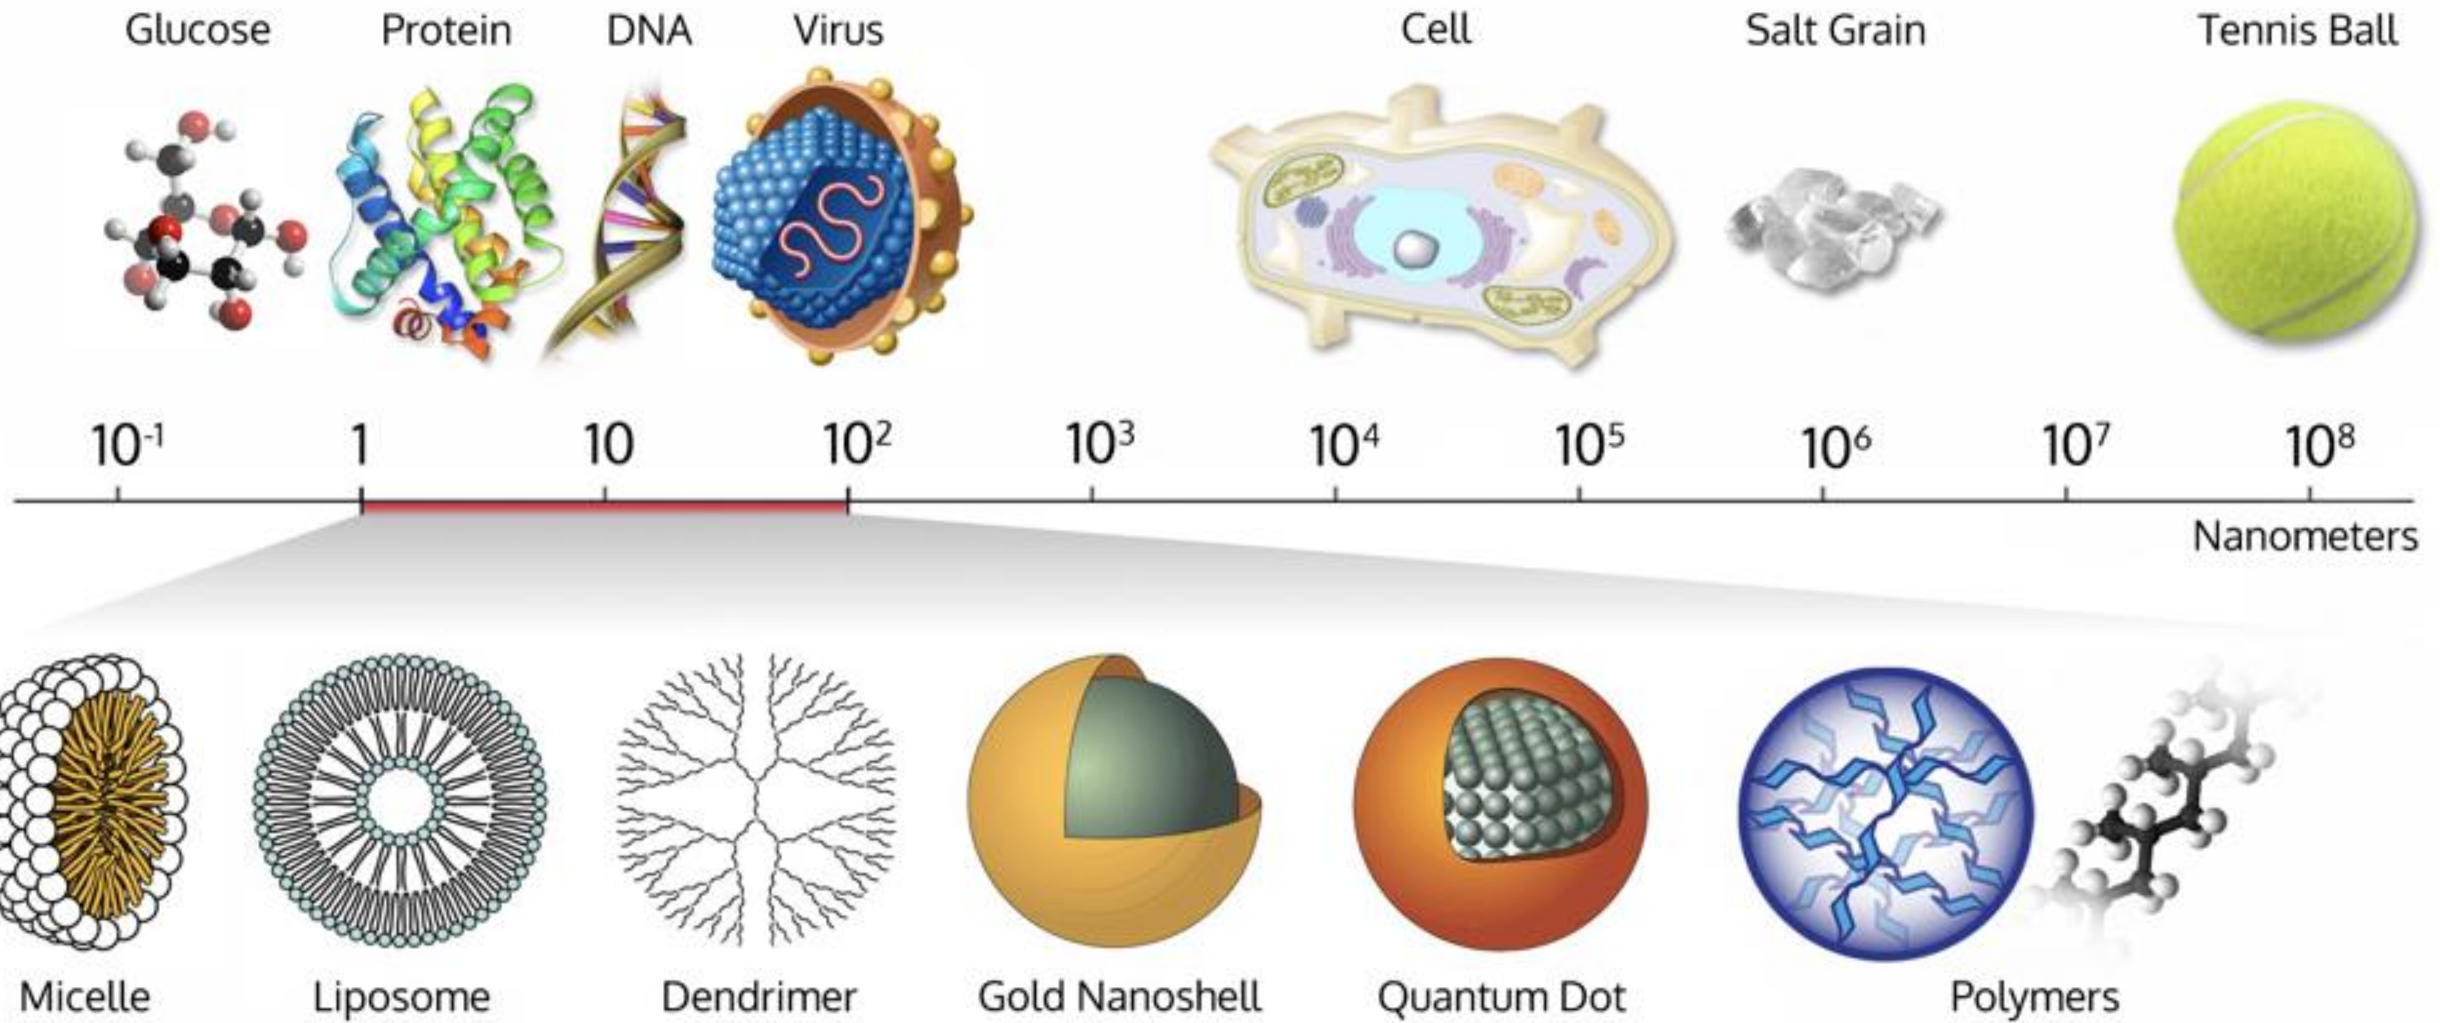 Glucose Protein DNA Virus Cell Salt Grain Tennis Ball
10⁻¹ 1 10 10² 10³ 10⁴ 10⁵ 10⁶ 10⁷ 10⁸
Nanometers
Micelle Liposome Dendrimer Gold Nanoshell Quantum Dot Polymers